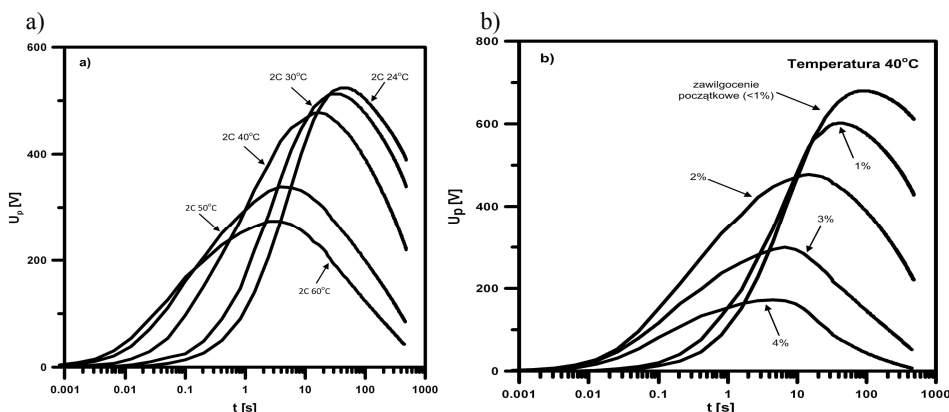 a)
a)
600
400
200
0
U_p [V]
2C 30°C
2C 24°C
2C 40°C
2C 50°C
2C 60°C
0.001 0.01 0.1 1 10 100 1000
t [s]
b)
b)
Temperatura 40°C
800
600
400
200
0
Up [V]
zawilgocenie
początkowe (<1%)
1%
2%
3%
4%
0.001 0.01 0.1 1 10 100 1000
t [s]